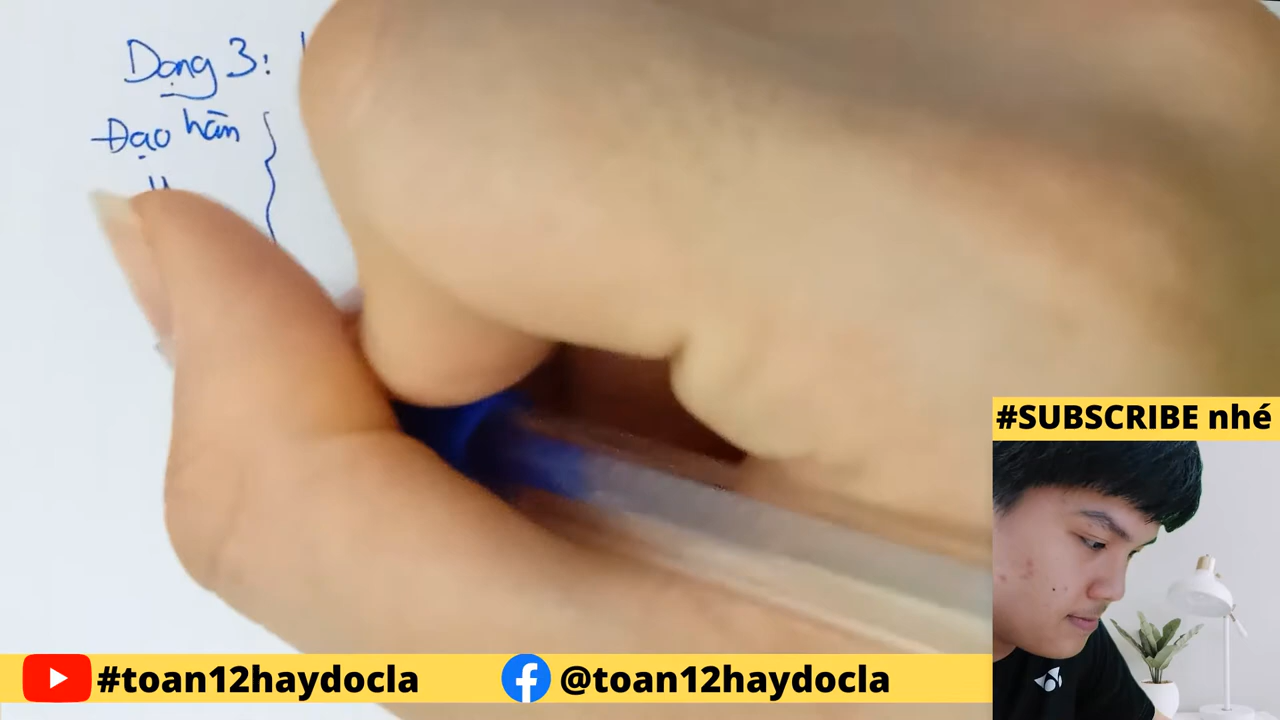 Dạng 3:
Đạo hàm
#SUBSCRIBE nhé
#toan12haydocla
@toan12haydocla